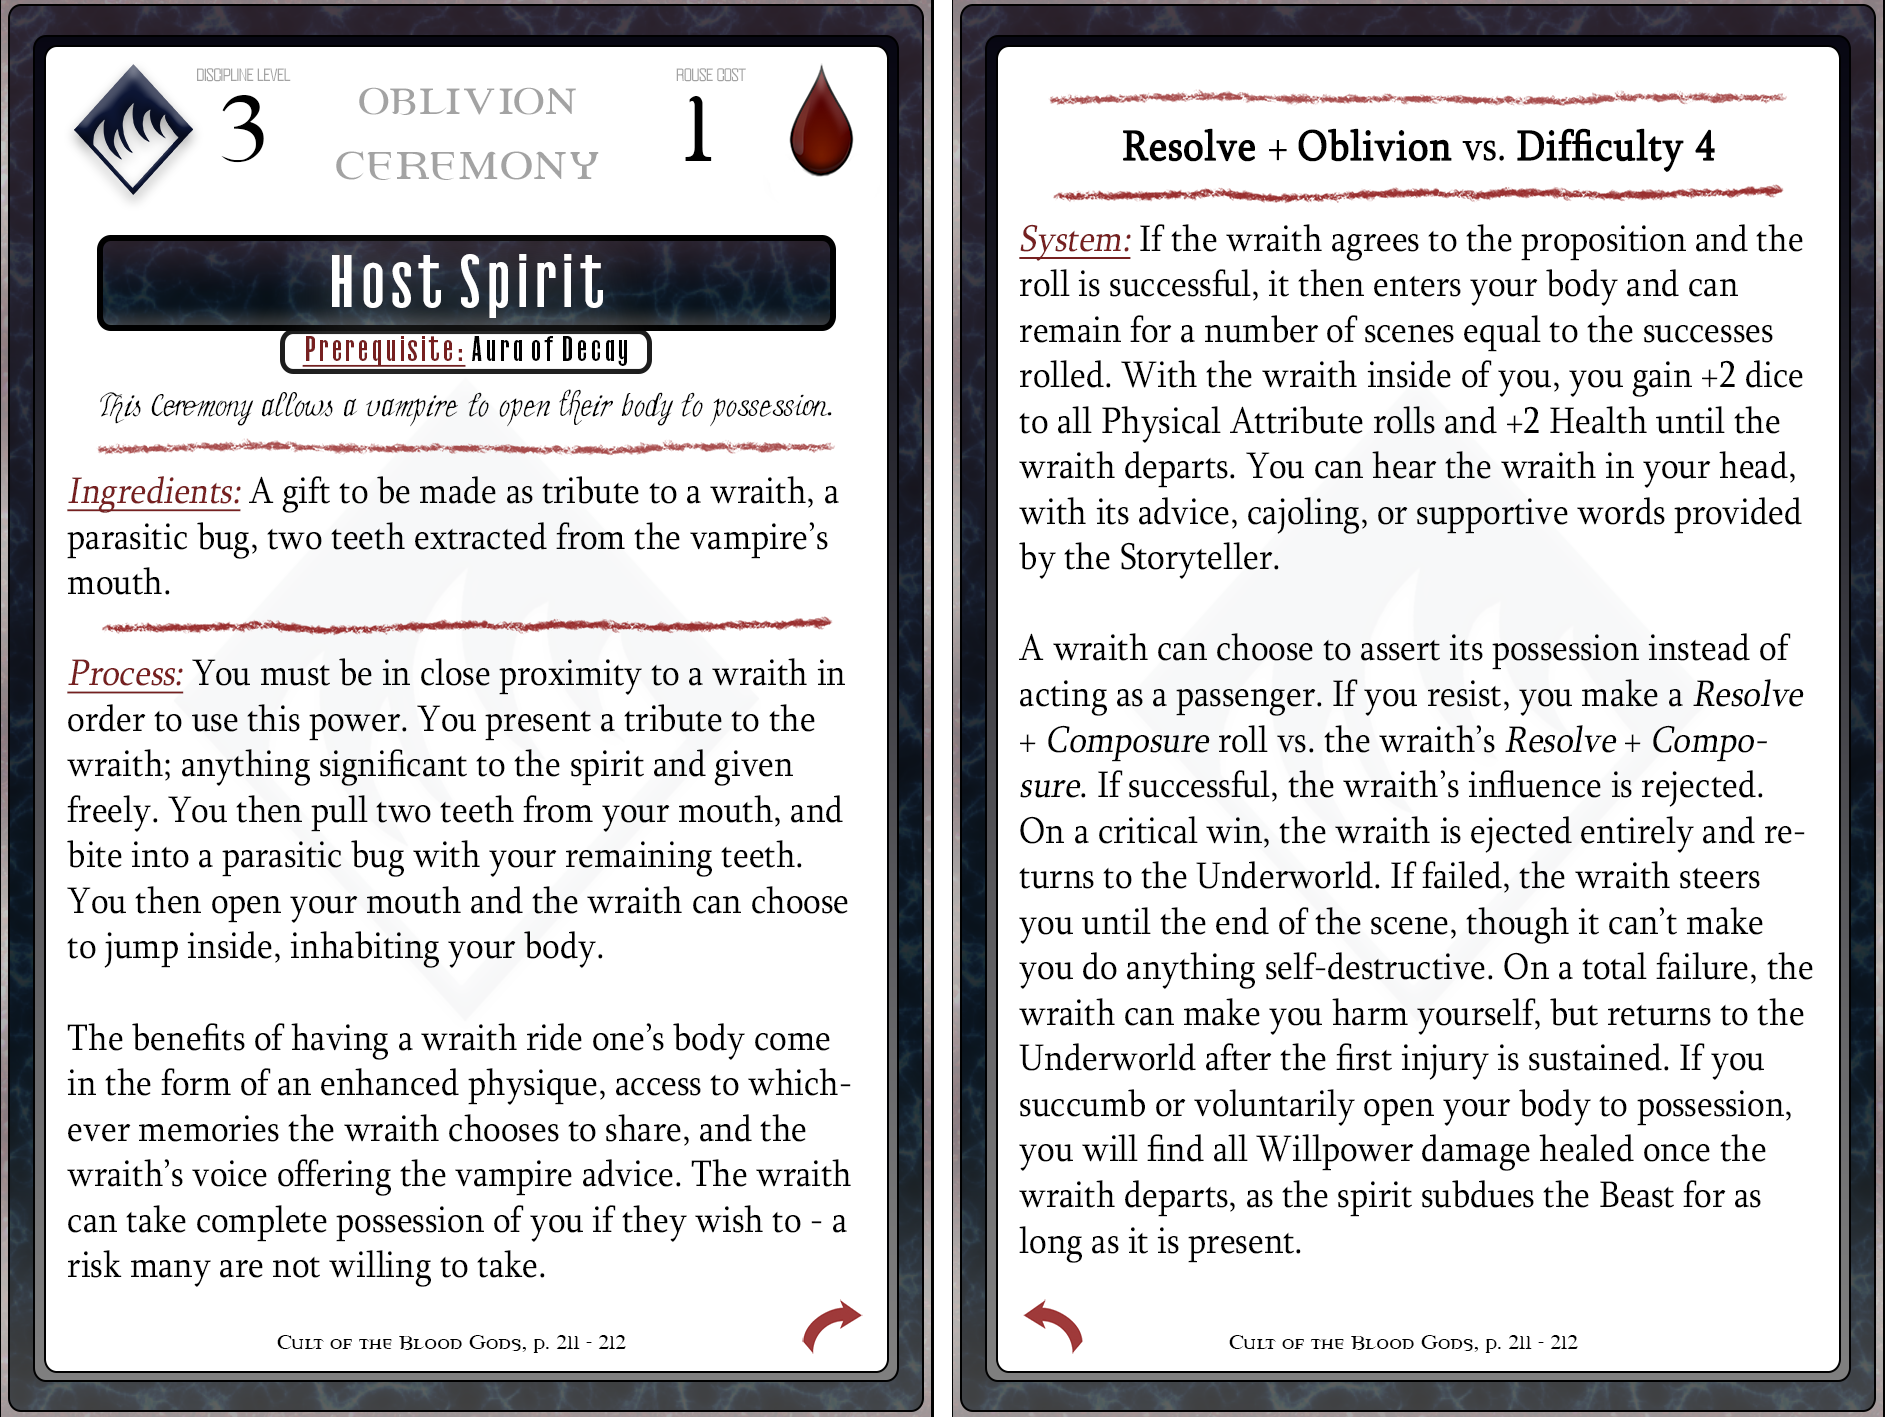 DISCIPLINE LEVEL
3
OBLIVION
CEREMONY
ROUSE COST
1
Host Spirit
Prerequisite: Aura of Decay
This Ceremony allows a vampire to open their body to possession.
Ingredients: A gift to be made as tribute to a wraith, a
parasitic bug, two teeth extracted from the vampire's
mouth.
Process: You must be in close proximity to a wraith in
order to use this power. You present a tribute to the
wraith; anything significant to the spirit and given
freely. You then pull two teeth from your mouth, and
bite into a parasitic bug with your remaining teeth.
You then open your mouth and the wraith can choose
to jump inside, inhabiting your body.
The benefits of having a wraith ride one's body come
in the form of an enhanced physique, access to which-
ever memories the wraith chooses to share, and the
wraith's voice offering the vampire advice. The wraith
can take complete possession of you if they wish to - a
risk many are not willing to take.
Cult of the Blood Gods, p. 211 - 212
Resolve + Oblivion vs. Difficulty 4
System: If the wraith agrees to the proposition and the
roll is successful, it then enters your body and can
remain for a number of scenes equal to the successes
rolled. With the wraith inside of you, you gain +2 dice
to all Physical Attribute rolls and +2 Health until the
wraith departs. You can hear the wraith in your head,
with its advice, cajoling, or supportive words provided
by the Storyteller.
A wraith can choose to assert its possession instead of
acting as a passenger. If you resist, you make a Resolve
+ Composure roll vs. the wraith's Resolve + Compo-
sure. If successful, the wraith's influence is rejected.
On a critical win, the wraith is ejected entirely and re-
turns to the Underworld. If failed, the wraith steers
you until the end of the scene, though it can't make
you do anything self-destructive. On a total failure, the
wraith can make you harm yourself, but returns to the
Underworld after the first injury is sustained. If you
succumb or voluntarily open your body to possession,
you will find all Willpower damage healed once the
wraith departs, as the spirit subdues the Beast for as
long as it is present.
Cult of the Blood Gods, p. 211 - 212